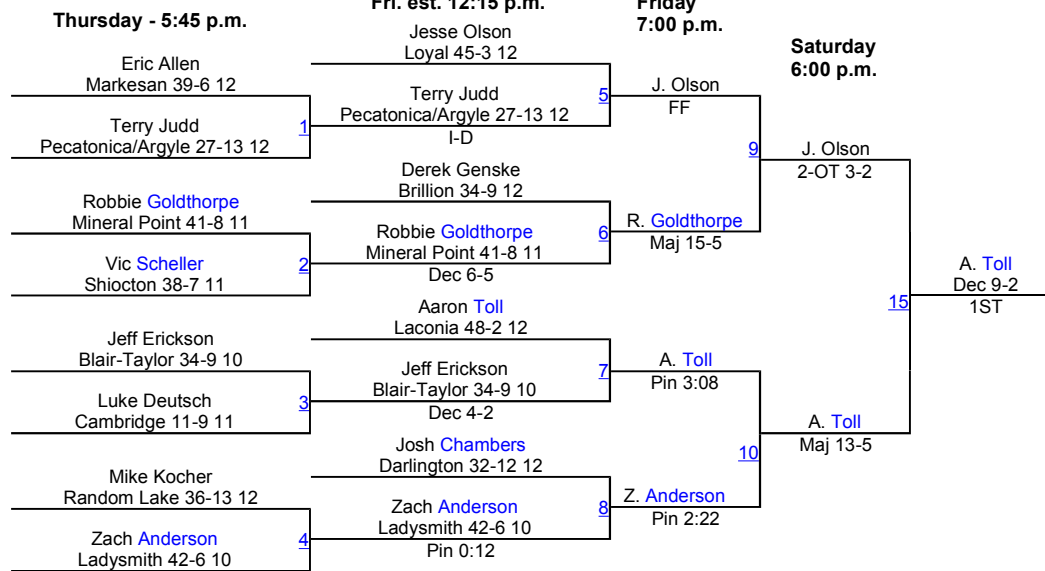 Thursday - 5:45 p.m.
Eric Allen
Markesan 39-6 12
Terry Judd
Pecatonica/Argyle 27-13 12
1
Robbie Goldthorpe
Mineral Point 41-8 11
Vic Scheller
Shiocton 38-7 11
2
Jeff Erickson
Blair-Taylor 34-9 10
Luke Deutsch
Cambridge 11-9 11
3
Mike Kocher
Random Lake 36-13 12
Zach Anderson
Ladysmith 42-6 10
4
Fri. est. 12:15 p.m.
Jesse Olson
Loyal 45-3 12
Terry Judd
Pecatonica/Argyle 27-13 12
I-D
5
Derek Genske
Brillion 34-9 12
Robbie Goldthorpe
Mineral Point 41-8 11
Dec 6-5
6
Aaron Toll
Laconia 48-2 12
Jeff Erickson
Blair-Taylor 34-9 10
Dec 4-2
7
Josh Chambers
Darlington 32-12 12
Zach Anderson
Ladysmith 42-6 10
Pin 0:12
8
Friday
7:00 p.m.
J. Olson
FF
9
R. Goldthorpe
Maj 15-5
A. Toll
Pin 3:08
10
Z. Anderson
Pin 2:22
Saturday
6:00 p.m.
J. Olson
2-OT 3-2
15
A. Toll
Maj 13-5
A. Toll
Dec 9-2
1ST